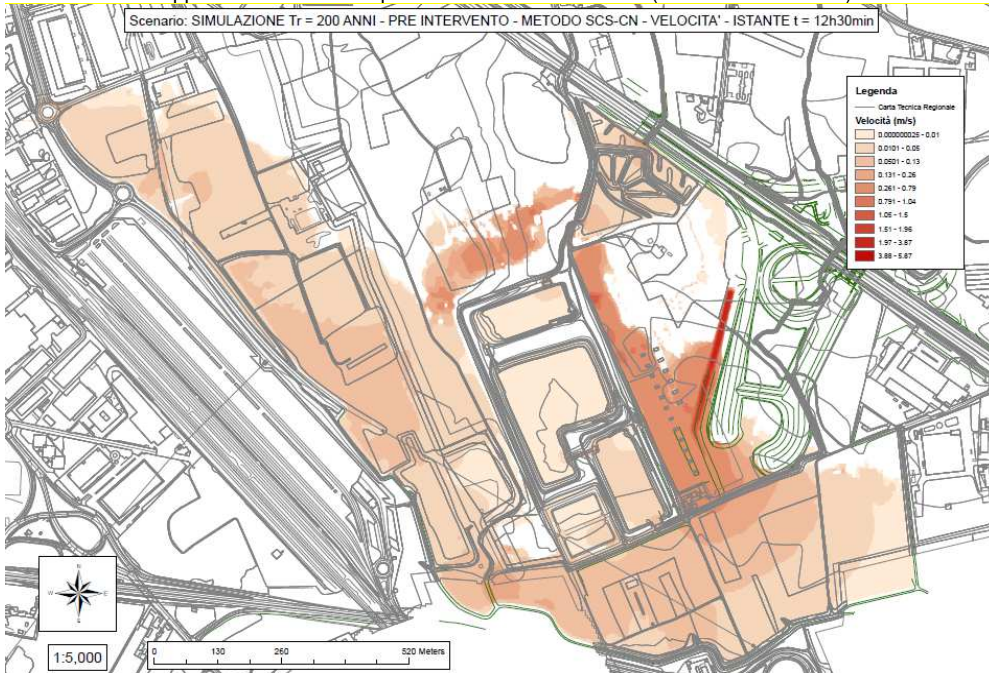 Scenario: SIMULAZIONE Tr = 200 ANNI - PRE INTERVENTO - METODO SCS-CN - VELOCITA' - ISTANTE t = 12h30min
Legenda
Carta Tecnica Regionale
Velocità (m/s)
0.000000025 - 0.01
0.0101 - 0.05
0.0501 - 0.13
0.131 - 0.26
0.261 - 0.79
0.791 - 1.04
1.05 - 1.5
1.51 - 1.96
1.97 - 3.87
3.88 - 5.87
N
W E
S
1:5,000
0 130 260 520 Meters